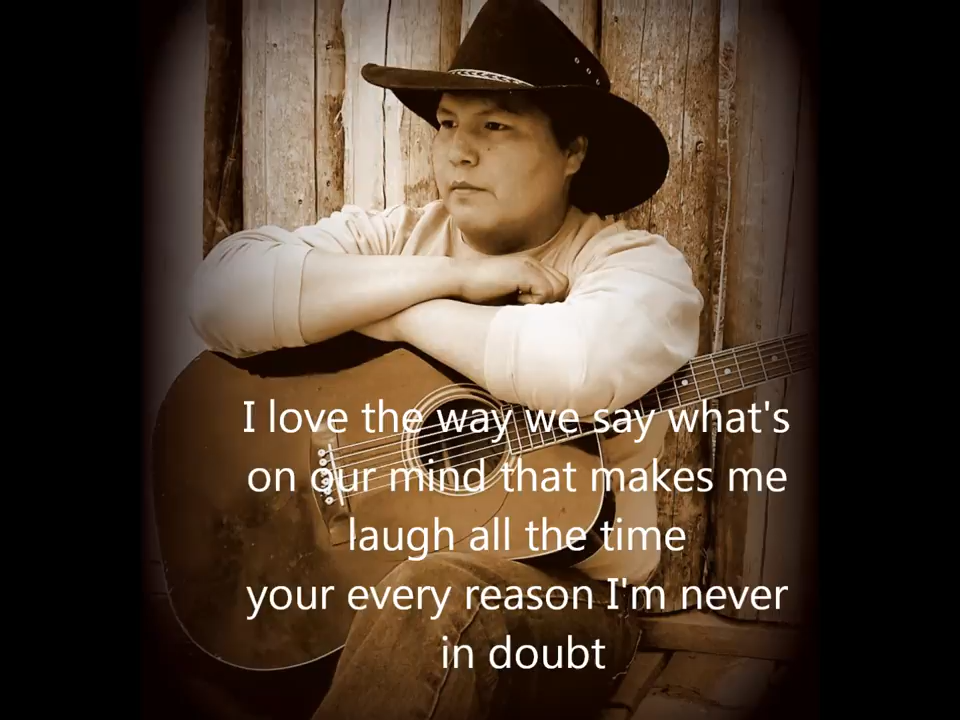 I love the way we say what's
on our mind that makes me
laugh all the time
your every reason I'm never
in doubt